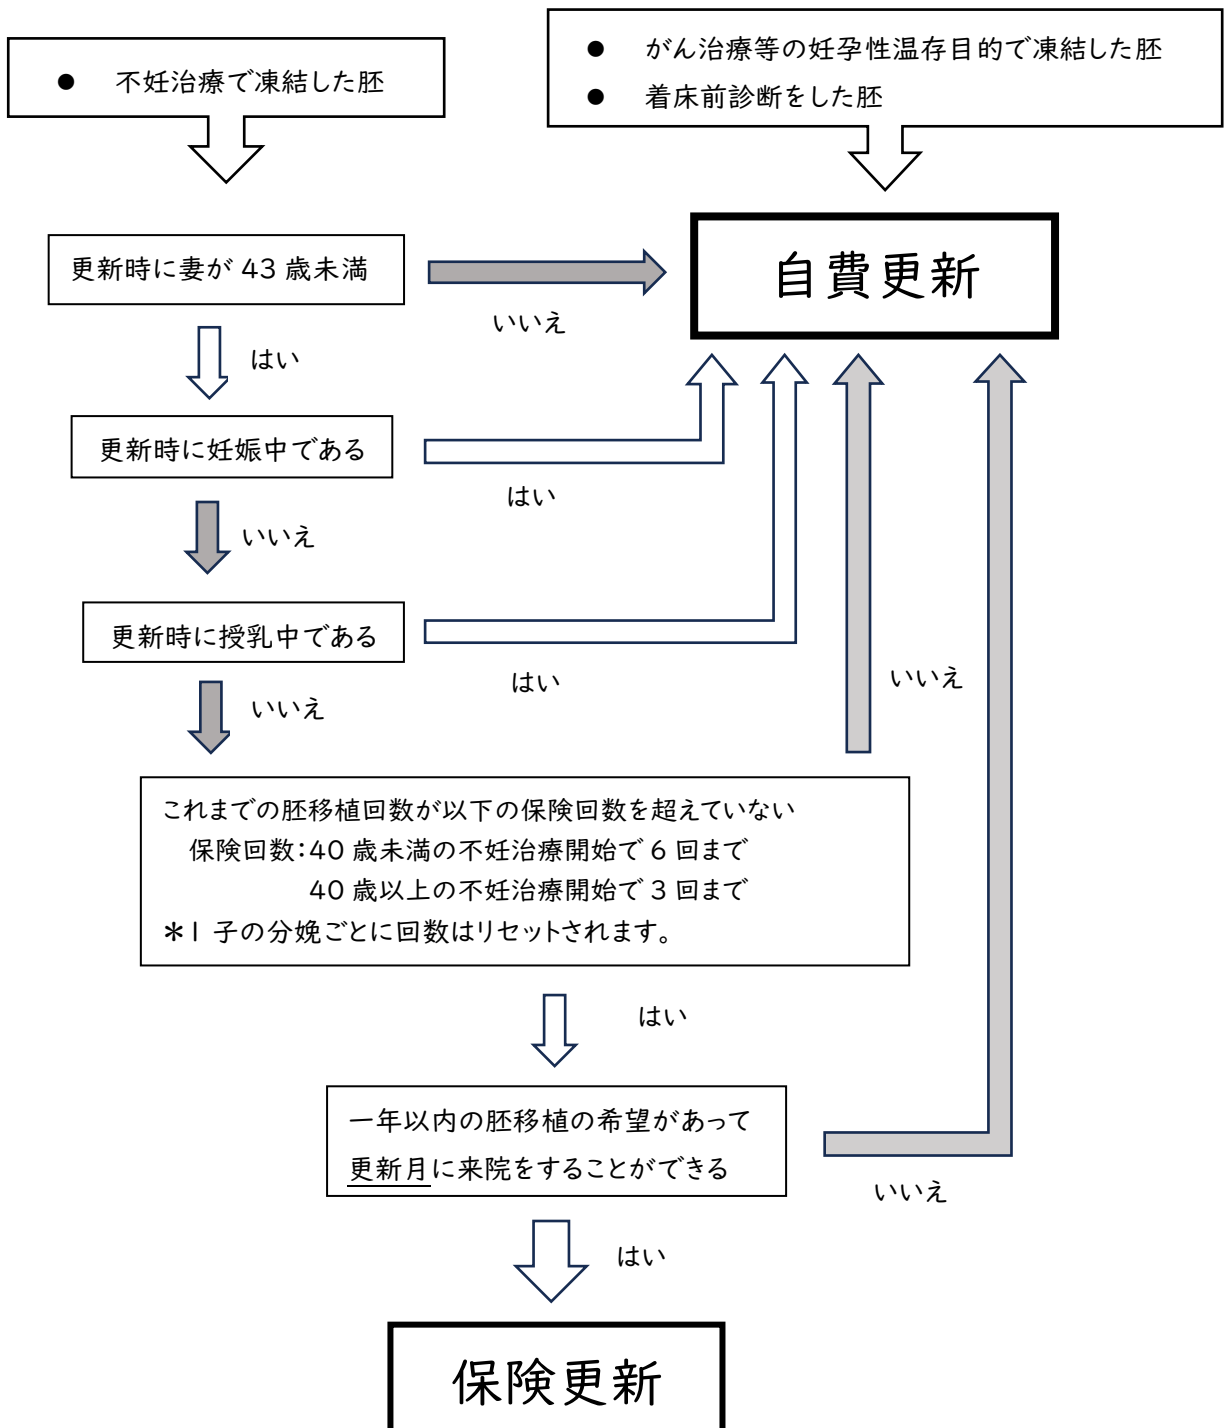 ● 不妊治療で凍結した胚
● がん治療等の妊孕性温存目的で凍結した胚
● 着床前診断をした胚
更新時に妻が 43 歳未満
いいえ
自費更新
はい
更新時に妊娠中である
はい
いいえ
更新時に授乳中である
はい
いいえ
いいえ
これまでの胚移植回数が以下の保険回数を超えていない
保険回数:40 歳未満の不妊治療開始で 6 回まで
40 歳以上の不妊治療開始で 3 回まで
*1 子の分娩ごとに回数はリセットされます。
はい
一年以内の胚移植の希望があって
更新月に来院をすることができる
いいえ
はい
保険更新